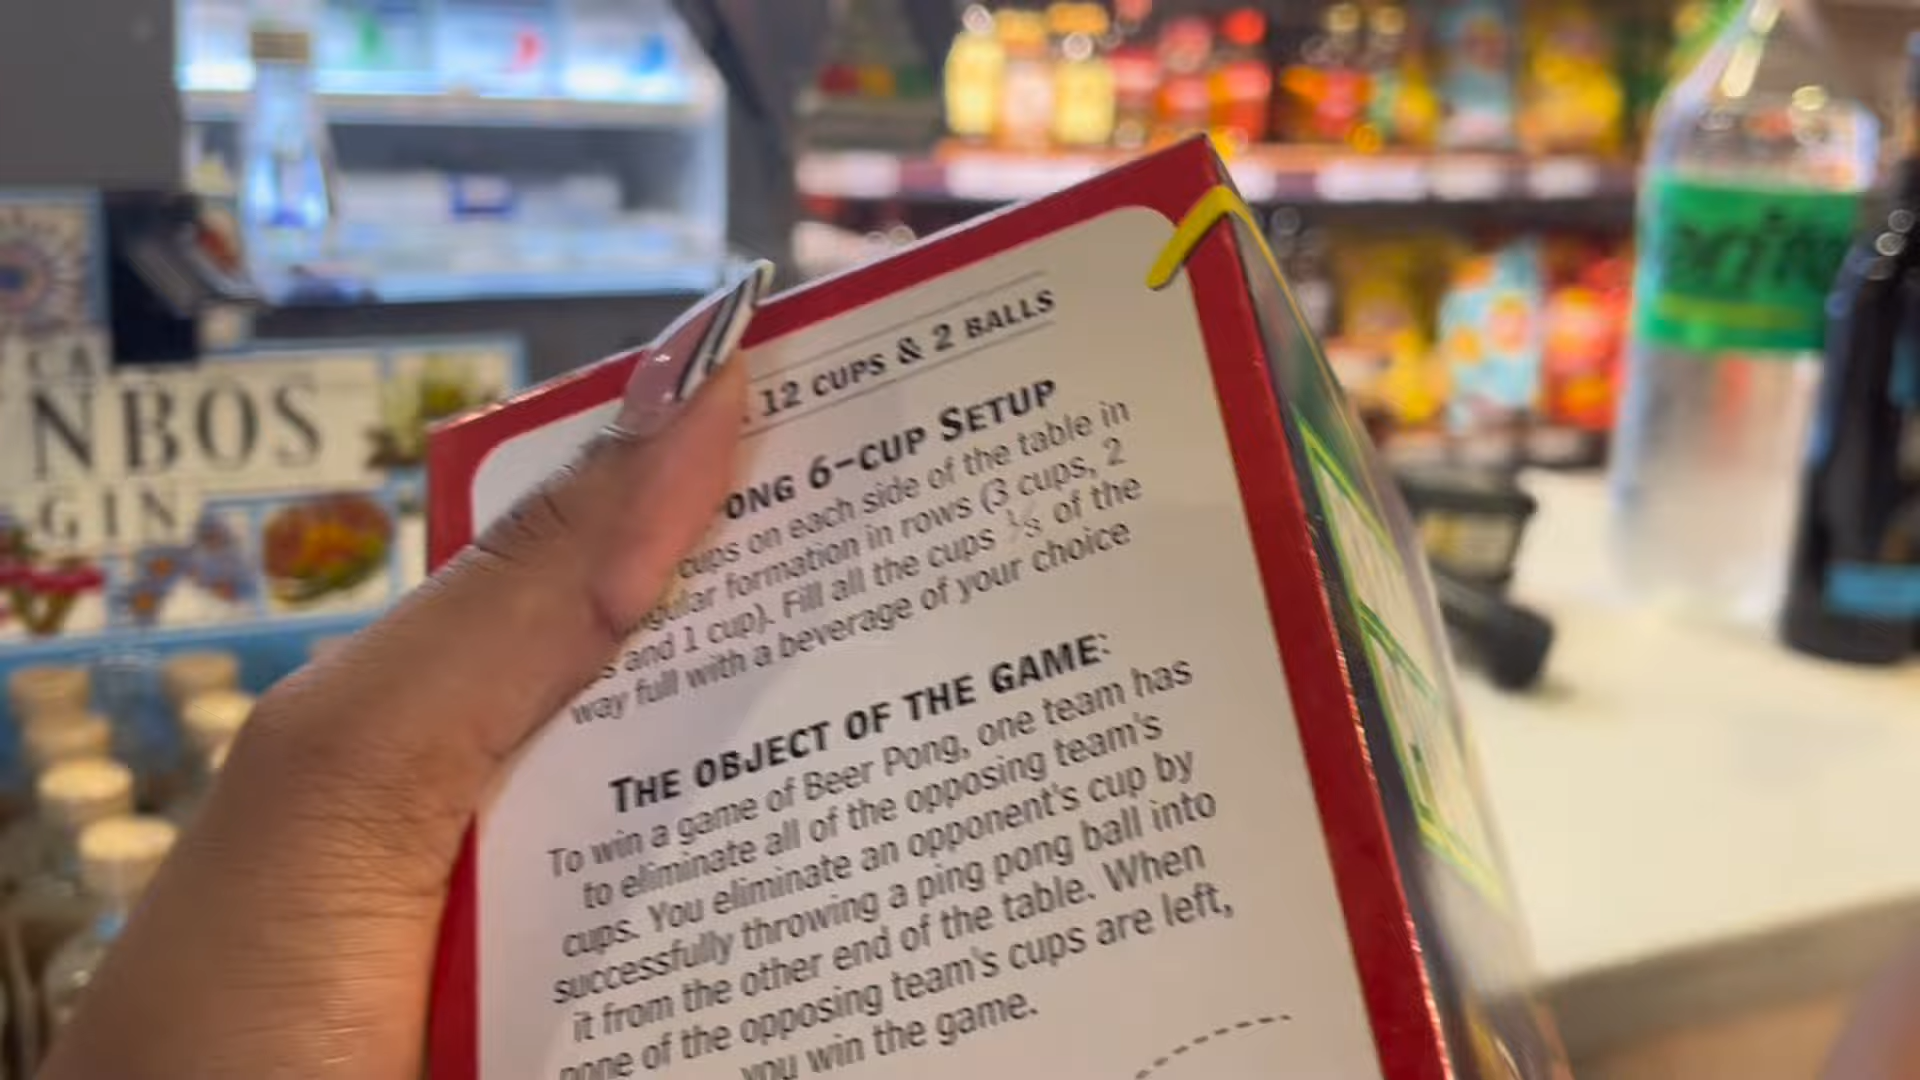 12 CUPS & 2 BALLS
ONG 6-CUP SETUP
cups on each side of the table in
gular formation in rows (3 cups, 2
s and 1 cup). Fill all the cups ⅓ of the
way full with a beverage of your choice
THE OBJECT OF THE GAME:
To win a game of Beer Pong, one team has
to eliminate all of the opposing team's
cups. You eliminate an opponent's cup by
successfully throwing a ping pong ball into
it from the other end of the table. When
none of the opposing team's cups are left,
you win the game.
CA
NBOS
GIN